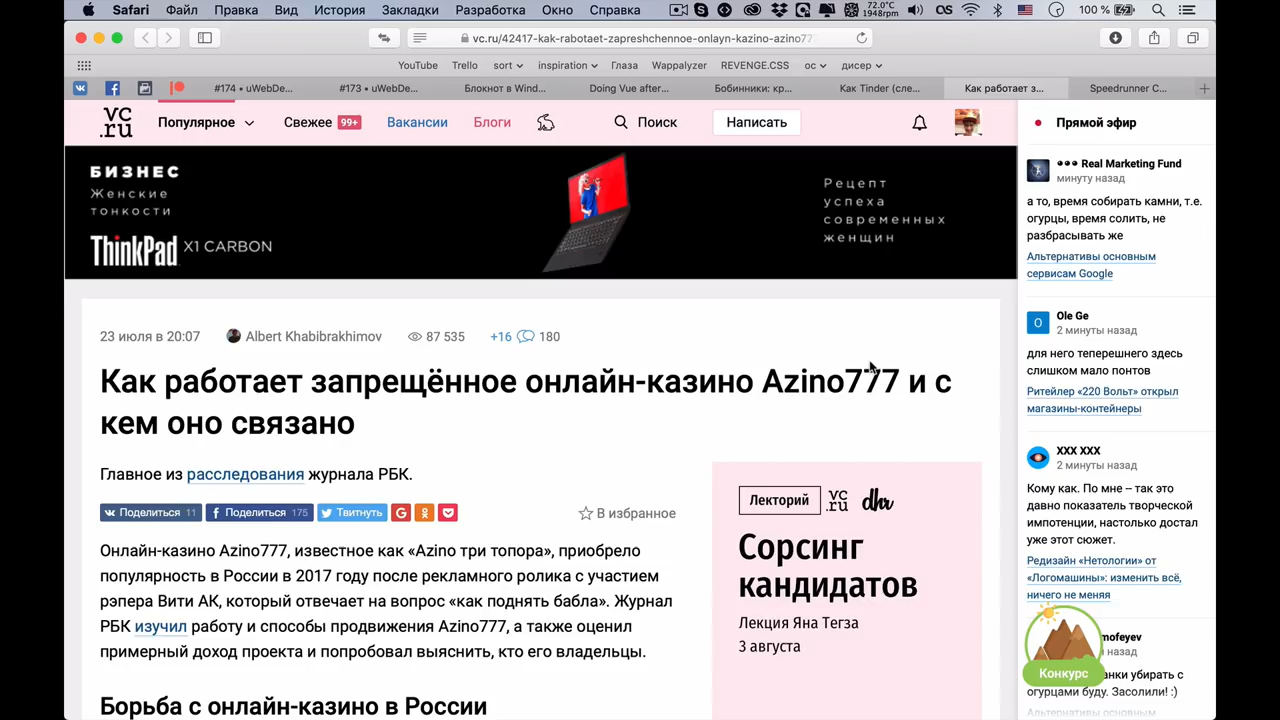 Safari Файл Правка Вид История Закладки Разработка Окно Справка 72.0°C 1948rpm 100 %
vc.ru/42417-kak-rabotaet-zapreshchennoe-onlayn-kazino-azino77
YouTube Trello sort inspiration Глаза Wappalyzer REVENGE.CSS ос дисер
#174 • uWebDe... #173 • uWebDe... Блокнот в Wind... Doing Vue after... Бобинники: кр... Как Tinder (сле... Как работает з... Speedrunner C...
vc.ru Популярное Свежее 99+ Вакансии Блоги Поиск Написать
Прямой эфир
БИЗНЕС
Женские
тонкости
ThinkPad X1 CARBON
Рецепт
успеха
современных
женщин
23 июля в 20:07 Albert Khabibrakhimov 87 535 +16 180
Как работает запрещённое онлайн-казино Azino777 и с
кем оно связано
Главное из расследования журнала РБК.
Поделиться 11 Поделиться 175 Твитнуть В избранное
Онлайн-казино Azino777, известное как «Azino три топора», приобрело
популярность в России в 2017 году после рекламного ролика с участием
рэпера Вити АК, который отвечает на вопрос «как поднять бабла». Журнал
РБК изучил работу и способы продвижения Azino777, а также оценил
примерный доход проекта и попробовал выяснить, кто его владельцы.
Борьба с онлайн-казино в России
Лекторий vc.ru dhr
Сорсинг
кандидатов
Лекция Яна Тегза
3 августа
Real Marketing Fund
минуту назад
а то, время собирать камни, т.е.
огурцы, время солить, не
разбрасывать же
Альтернативы основным
сервисам Google
Ole Ge
2 минуты назад
для него теперешнего здесь
слишком мало понтов
Ритейлер «220 Вольт» открыл
магазины-контейнеры
XXX XXX
2 минуты назад
Кому как. По мне – так это
давно показатель творческой
импотенции, настолько достал
уже этот сюжет.
Редизайн «Нетологии» от
«Логомашины»: изменить всё,
ничего не меняя
mofeyev
назад
анки убирать с
огурцами буду. Засолили! :)
Альтернативы основным
Конкурс